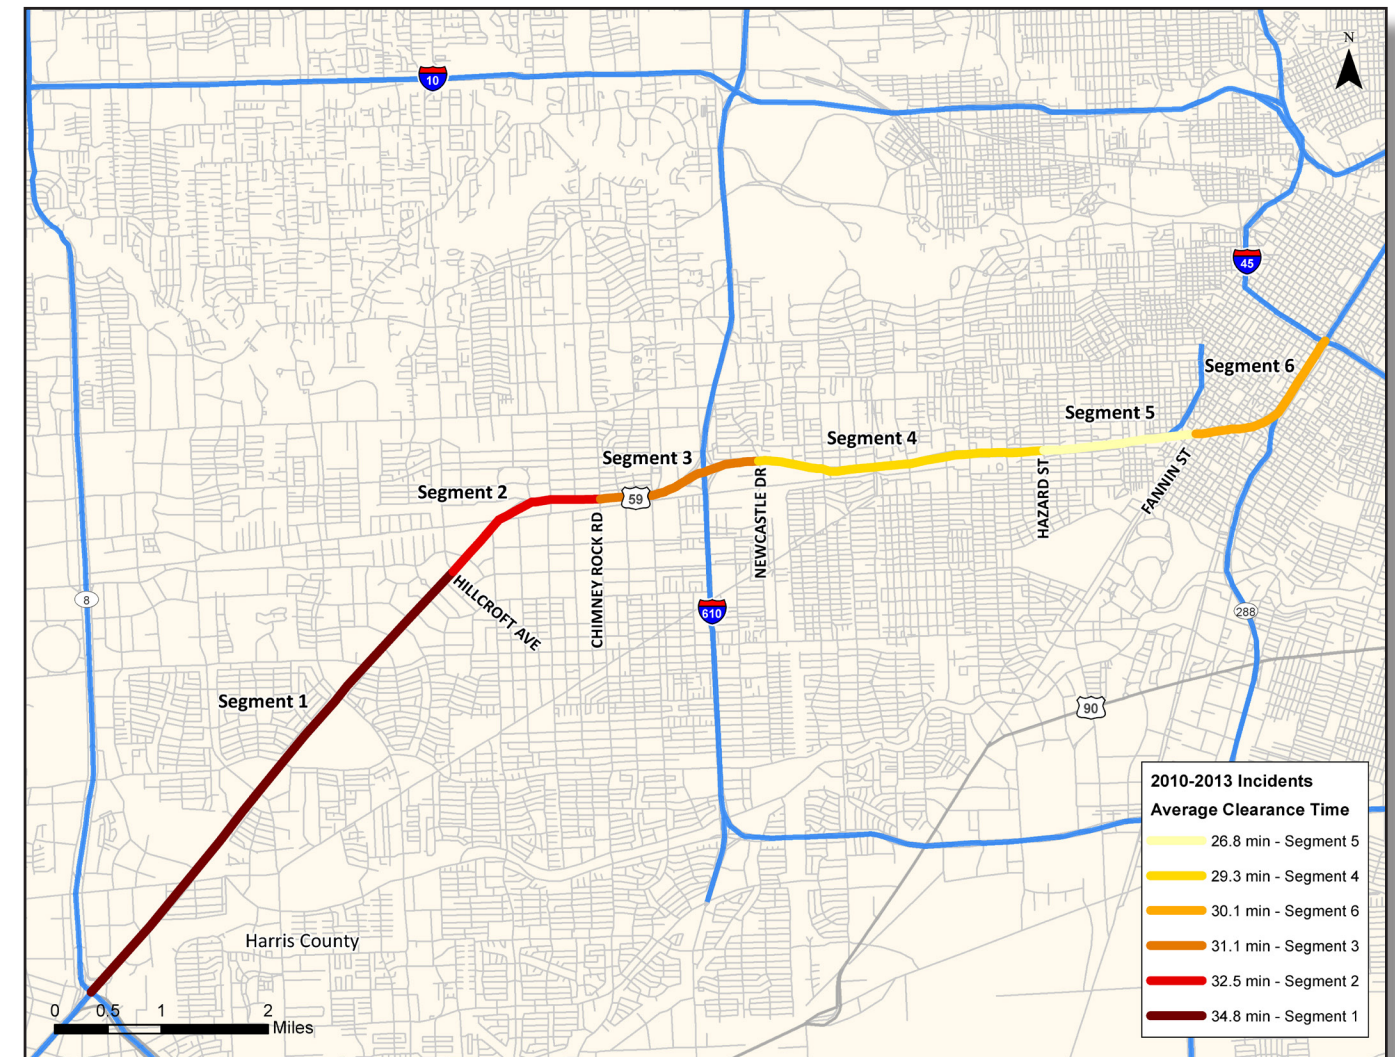 N
10
45
Segment 6
Segment 5
Segment 4
Segment 3
Segment 2
59
HAZARD ST
FANNIN ST
NEWCASTLE DR
CHIMNEY ROCK RD
HILLCROFT AVE
8
610
288
Segment 1
90
2010-2013 Incidents
Average Clearance Time
26.8 min - Segment 5
29.3 min - Segment 4
30.1 min - Segment 6
31.1 min - Segment 3
32.5 min - Segment 2
34.8 min - Segment 1
Harris County
0 0.5 1 2
Miles